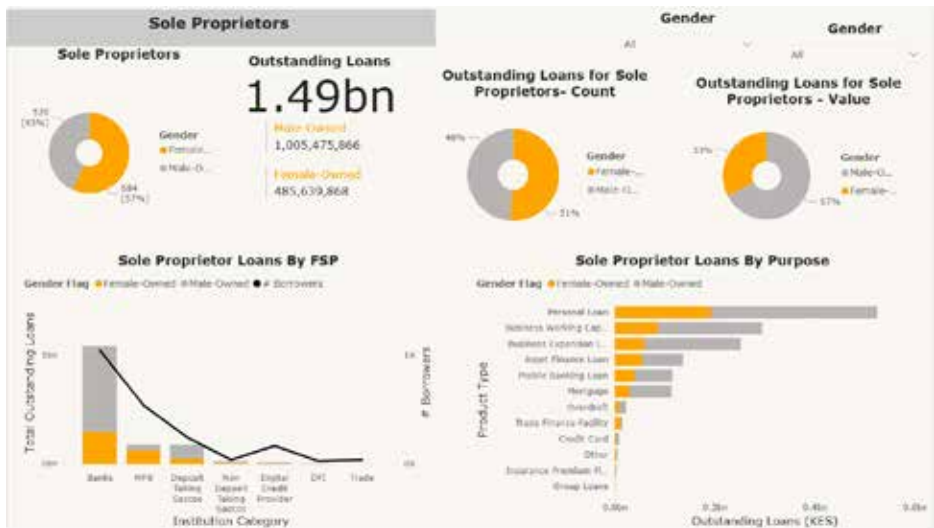 Sole Proprietors
Gender
All
Gender
All
Sole Proprietors
(43%)
584
(57%)
Gender
Female-...
Male-O...
Outstanding Loans
1.49bn
Male-Owned
1,005,475,866
Female-Owned
485,639,868
Outstanding Loans for Sole
Proprietors- Count
51%
Gender
Female-...
Male-O...
Outstanding Loans for Sole
Proprietors - Value
33%
67%
Gender
Male-O...
Female-...
Sole Proprietor Loans By FSP
Gender Flag Female-Owned Male-Owned # Borrowers
Total Outstanding Loans
# Borrowers
Banks
MFB
Deposit
Taking
Saccos
Non
Deposit
Taking
Saccos
Digital
Credit
Provider
DFI
Trade
Institution Category
Sole Proprietor Loans By Purpose
Gender Flag Female-Owned Male-Owned
Product Type
Personal Loan
Business Working Cap...
Business Expansion L...
Asset Finance Loan
Mobile Banking Loan
Mortgage
Overdraft
Trade Finance Facility
Credit Card
Other
Insurance Premium Fi...
Group Loans
0.0bn
0.2bn
0.4bn
0.6bn
Outstanding Loans (KES)